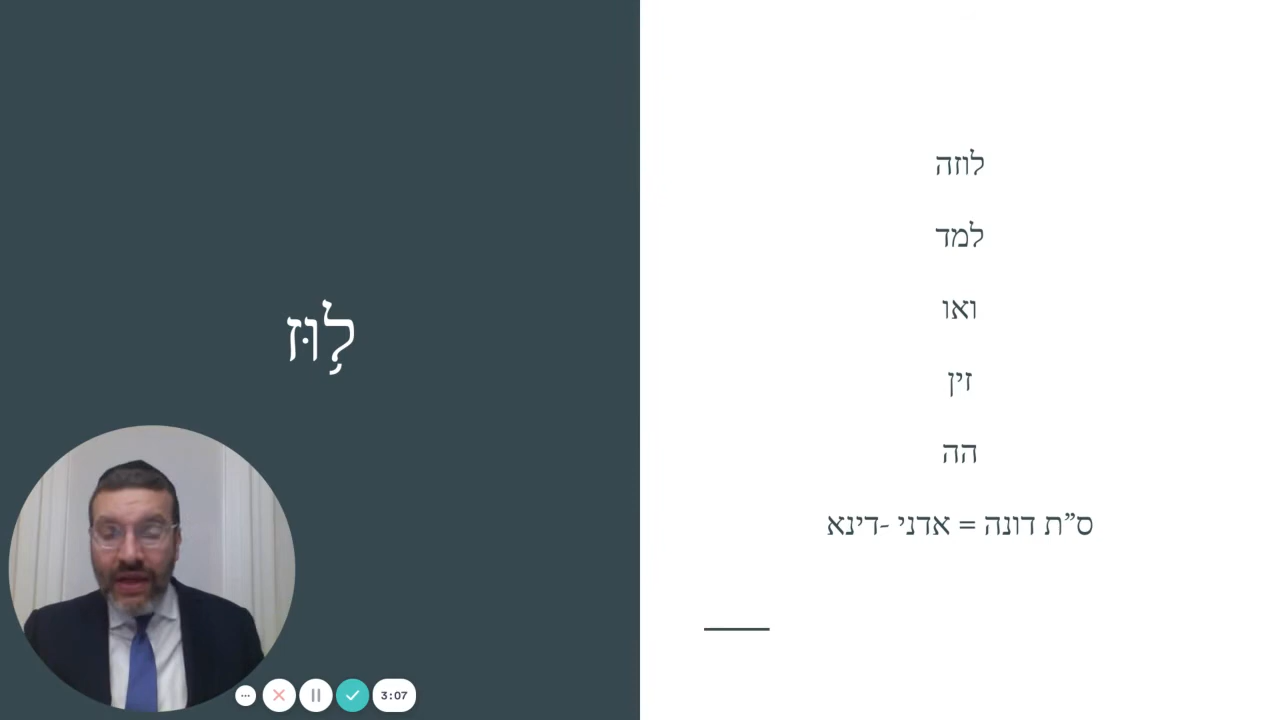 ל֥וּז
לוזה
למד
ואו
זין
הה
ס”ת דונה = אדני -דינא
3:07